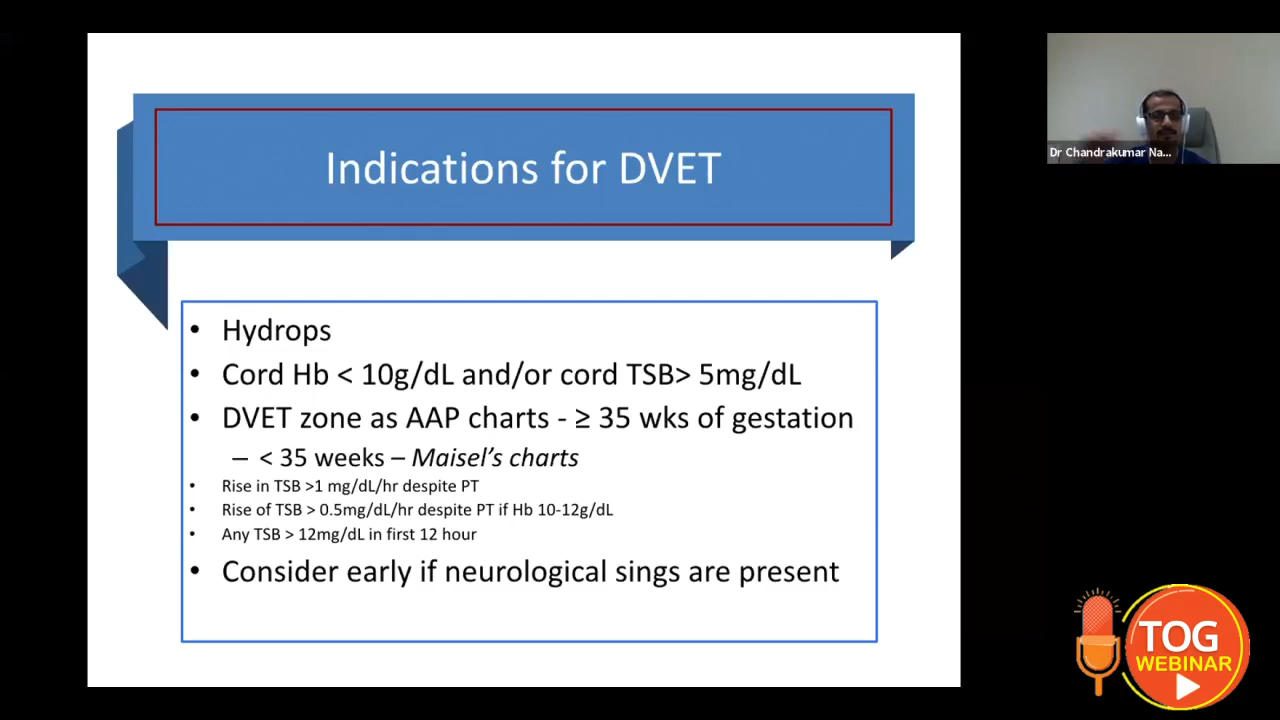 Indications for DVET
• Hydrops
• Cord Hb < 10g/dL and/or cord TSB> 5mg/dL
• DVET zone as AAP charts - ≥ 35 wks of gestation
– < 35 weeks – Maisel’s charts
• Rise in TSB >1 mg/dL/hr despite PT
• Rise of TSB > 0.5mg/dL/hr despite PT if Hb 10-12g/dL
• Any TSB > 12mg/dL in first 12 hour
• Consider early if neurological sings are present
Dr Chandrakumar Na...
TOG
WEBINAR